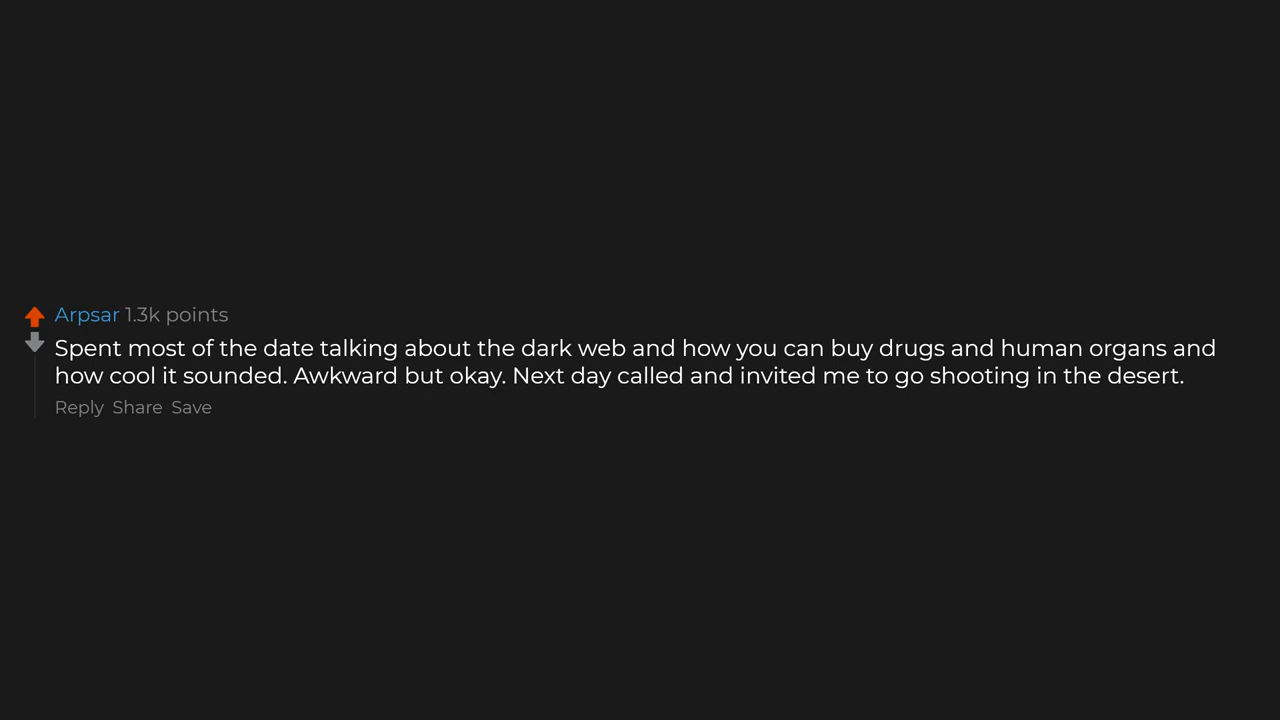 Arpsar 1.3k points
Spent most of the date talking about the dark web and how you can buy drugs and human organs and
how cool it sounded. Awkward but okay. Next day called and invited me to go shooting in the desert.
Reply Share Save